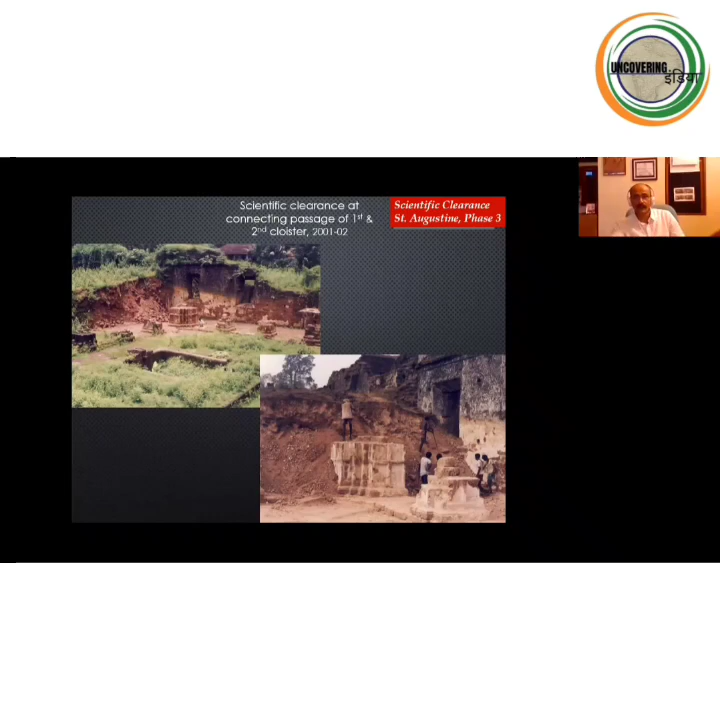 UNCOVERING
इंडिया
Scientific clearance at
connecting passage of 1st &
2nd cloister, 2001-02
Scientific Clearance
St. Augustine, Phase 3